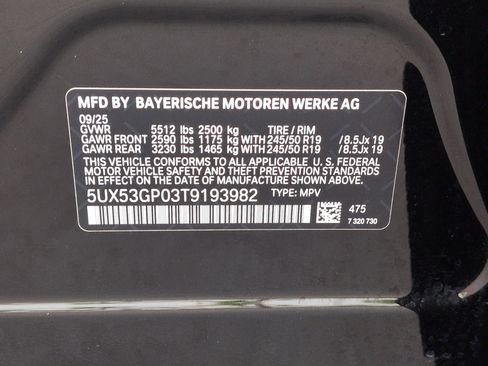 MFD BY BAYERISCHE MOTOREN WERKE AG
09/25
GVWR 5512 lbs 2500 kg TIRE / RIM
GAWR FRONT 2590 lbs 1175 kg WITH 245/50 R19 / 8.5Jx 19
GAWR REAR 3230 lbs 1465 kg WITH 245/50 R19 / 8.5Jx 19
THIS VEHICLE CONFORMS TO ALL APPLICABLE U. S. FEDERAL
MOTOR VEHICLE SAFETY AND THEFT PREVENTION STANDARDS
IN EFFECT ON THE DATE OF MANUFACTURE SHOWN ABOVE.
5UX53GP03T9193982 TYPE: MPV
475
7 320 730